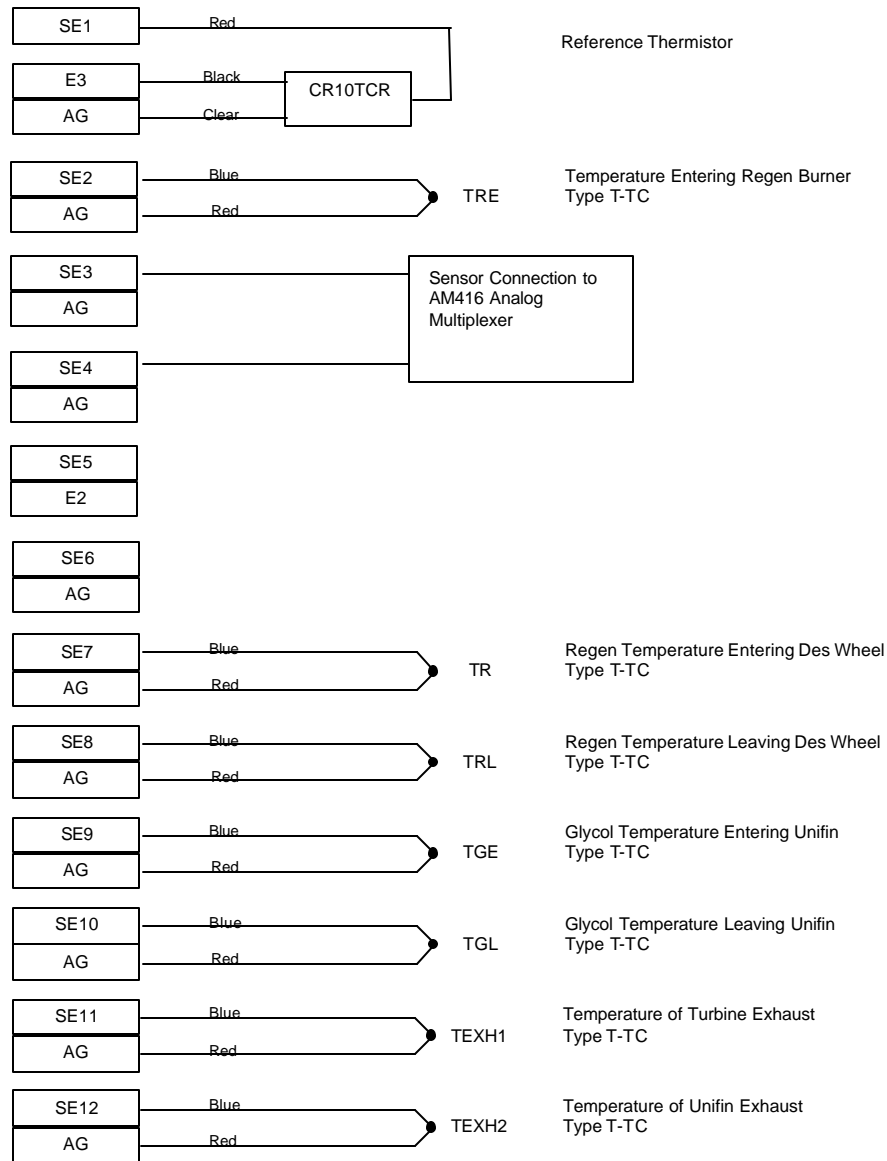 SE1 Red Reference Thermistor
E3 Black
CR10TCR
AG Clear
SE2 Blue Temperature Entering Regen Burner
TRE Type T-TC
AG Red
SE3
Sensor Connection to
AM416 Analog
AG
Multiplexer
SE4
AG
SE5
E2
SE6
AG
SE7 Blue Regen Temperature Entering Des Wheel
TR Type T-TC
AG Red
SE8 Blue Regen Temperature Leaving Des Wheel
TRL Type T-TC
AG Red
SE9 Blue Glycol Temperature Entering Unifin
TGE Type T-TC
AG Red
SE10 Blue Glycol Temperature Leaving Unifin
TGL Type T-TC
AG Red
SE11 Blue Temperature of Turbine Exhaust
TEXH1 Type T-TC
AG Red
SE12 Blue Temperature of Unifin Exhaust
TEXH2 Type T-TC
AG Red